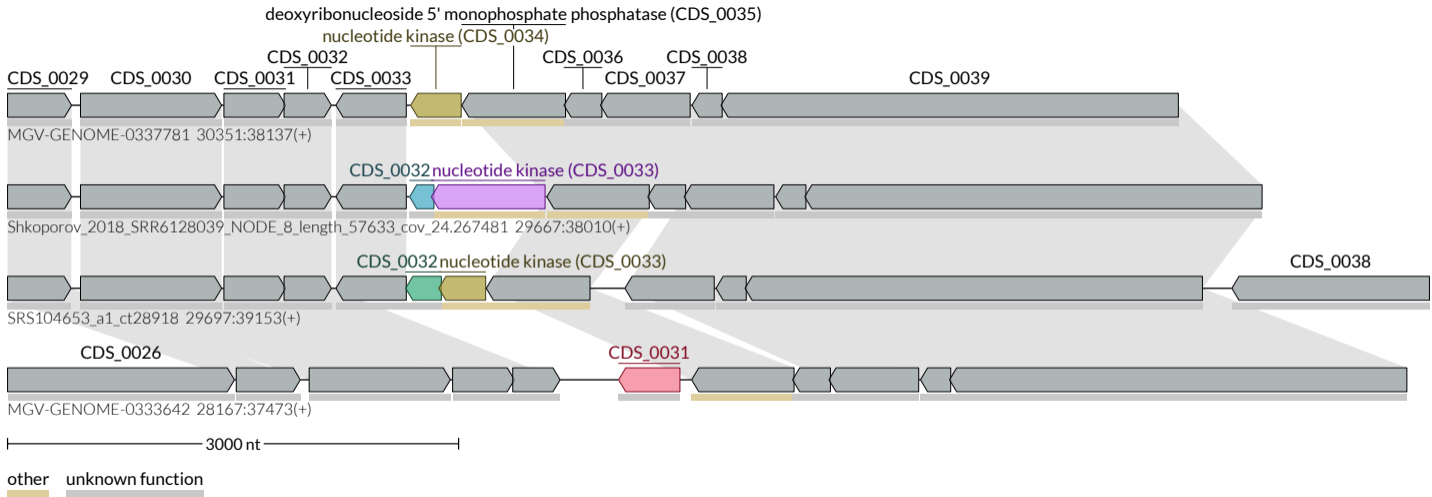 deoxyribonucleoside 5' monophosphate phosphatase (CDS_0035)
nucleotide kinase (CDS_0034)
CDS_0032 CDS_0036 CDS_0038
CDS_0029 CDS_0030 CDS_0031 CDS_0033 CDS_0037 CDS_0039
MGV-GENOME-0337781 30351:38137(+)
CDS_0032 nucleotide kinase (CDS_0033)
Shkoporov_2018_SRR6128039_NODE_8_length_57633_cov_24.267481 29667:38010(+)
CDS_0032 nucleotide kinase (CDS_0033) CDS_0038
SRS104653_a1_ct28918 29697:39153(+)
CDS_0026 CDS_0031
MGV-GENOME-0333642 28167:37473(+)
3000 nt
other unknown function